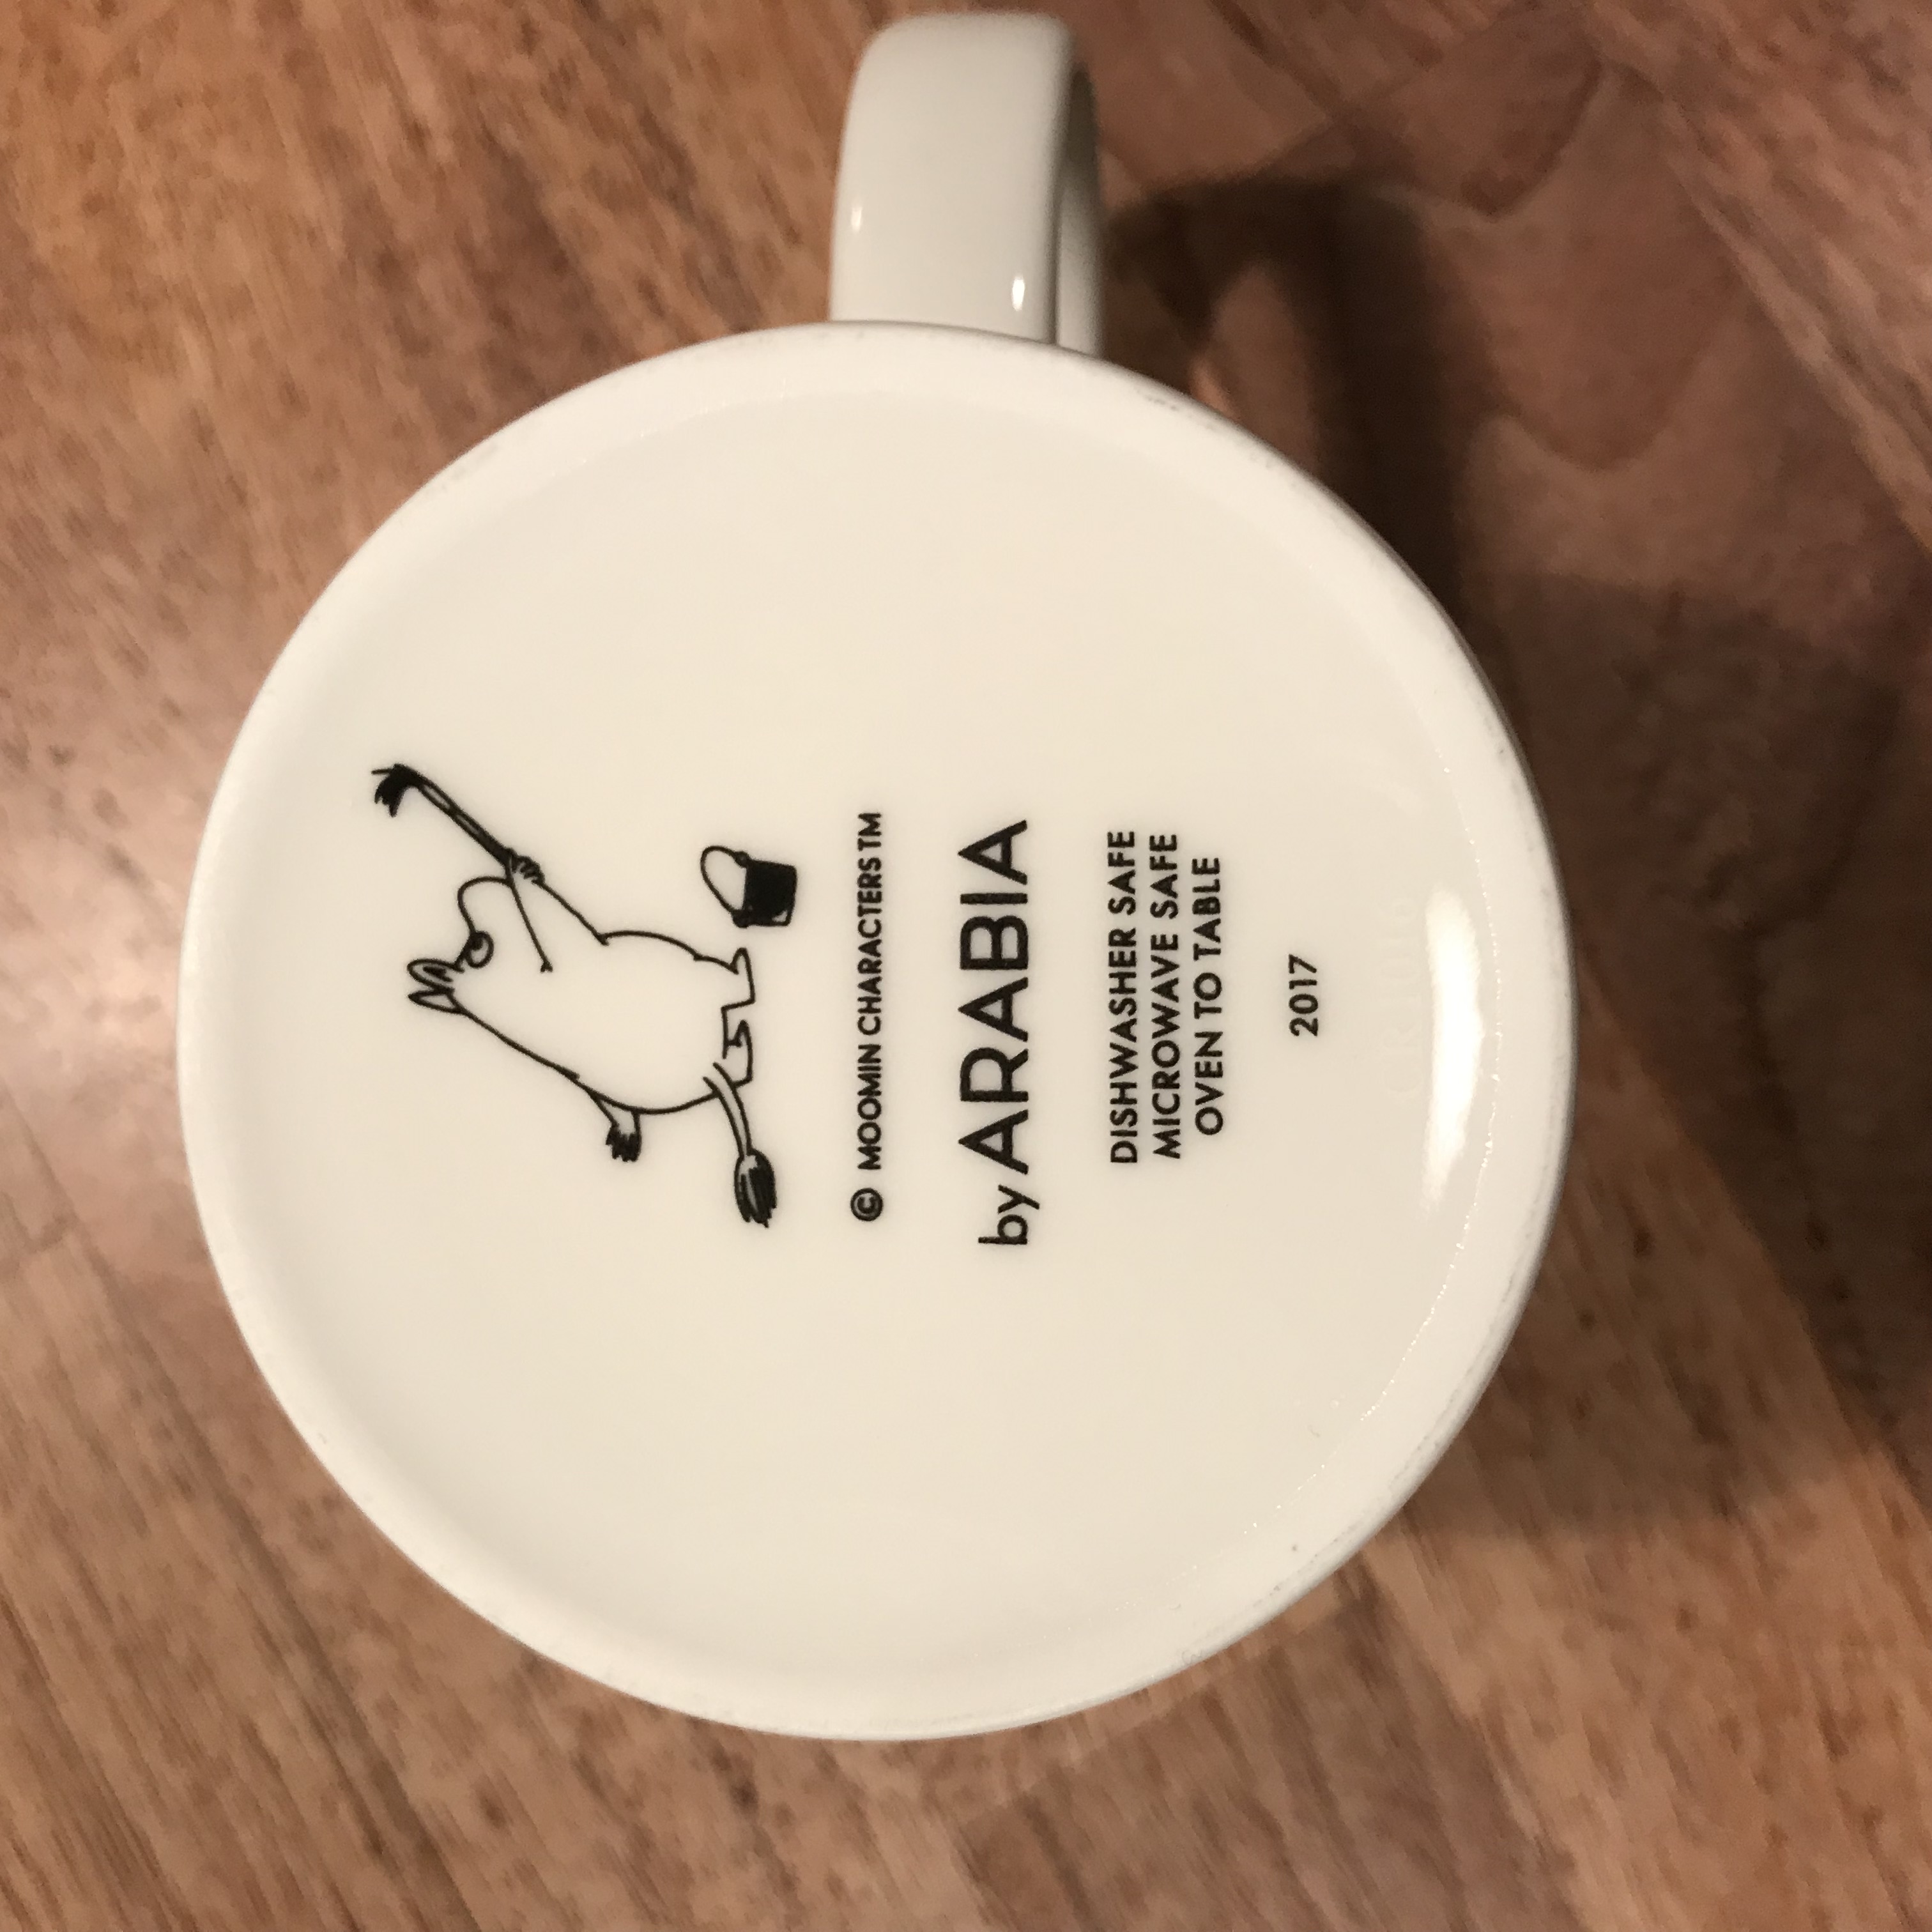 © MOOMIN CHARACTERS TM
by ARABIA
DISHWASHER SAFE
MICROWAVE SAFE
OVEN TO TABLE
2017